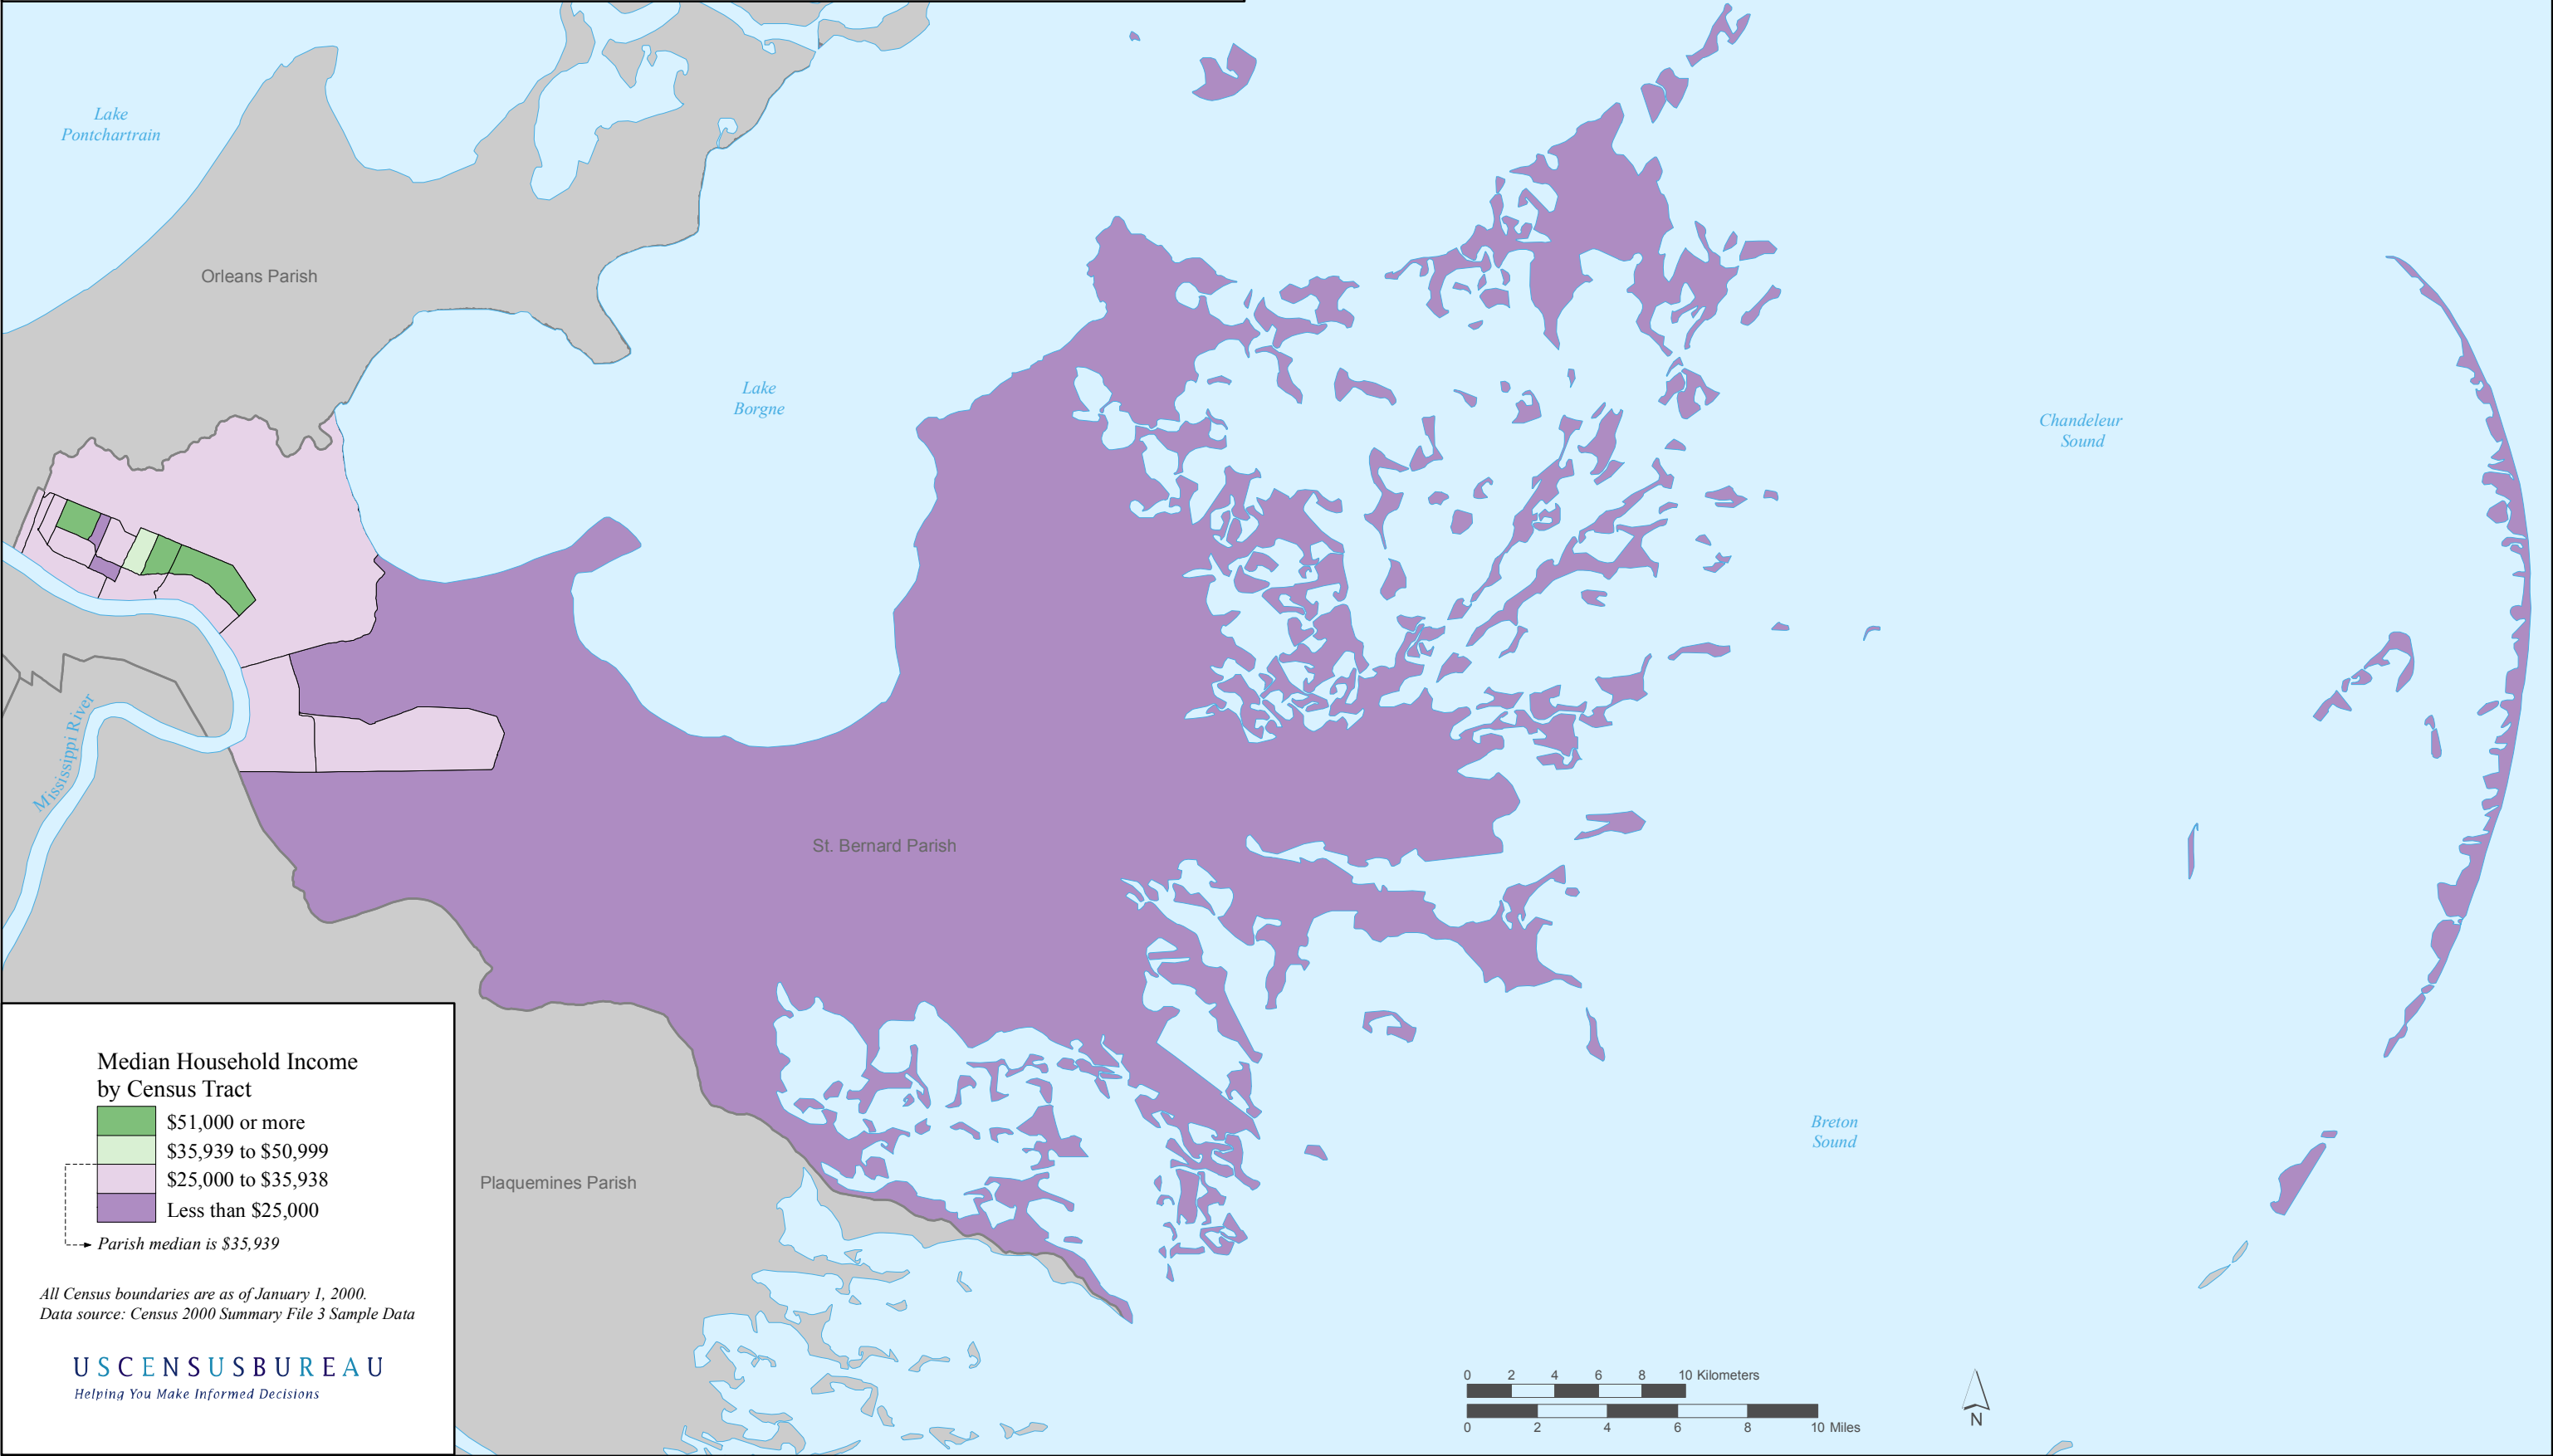 Lake
Pontchartrain
Orleans Parish
Lake
Borgne
Chandeleur
Sound
Mississippi River
St. Bernard Parish
Plaquemines Parish
Breton
Sound
Median Household Income
by Census Tract
$51,000 or more
$35,939 to $50,999
$25,000 to $35,938
Less than $25,000
Parish median is $35,939
All Census boundaries are as of January 1, 2000.
Data source: Census 2000 Summary File 3 Sample Data
USCENSUSBUREAU
Helping You Make Informed Decisions
0 2 4 6 8 10 Kilometers
0 2 4 6 8 10 Miles
N